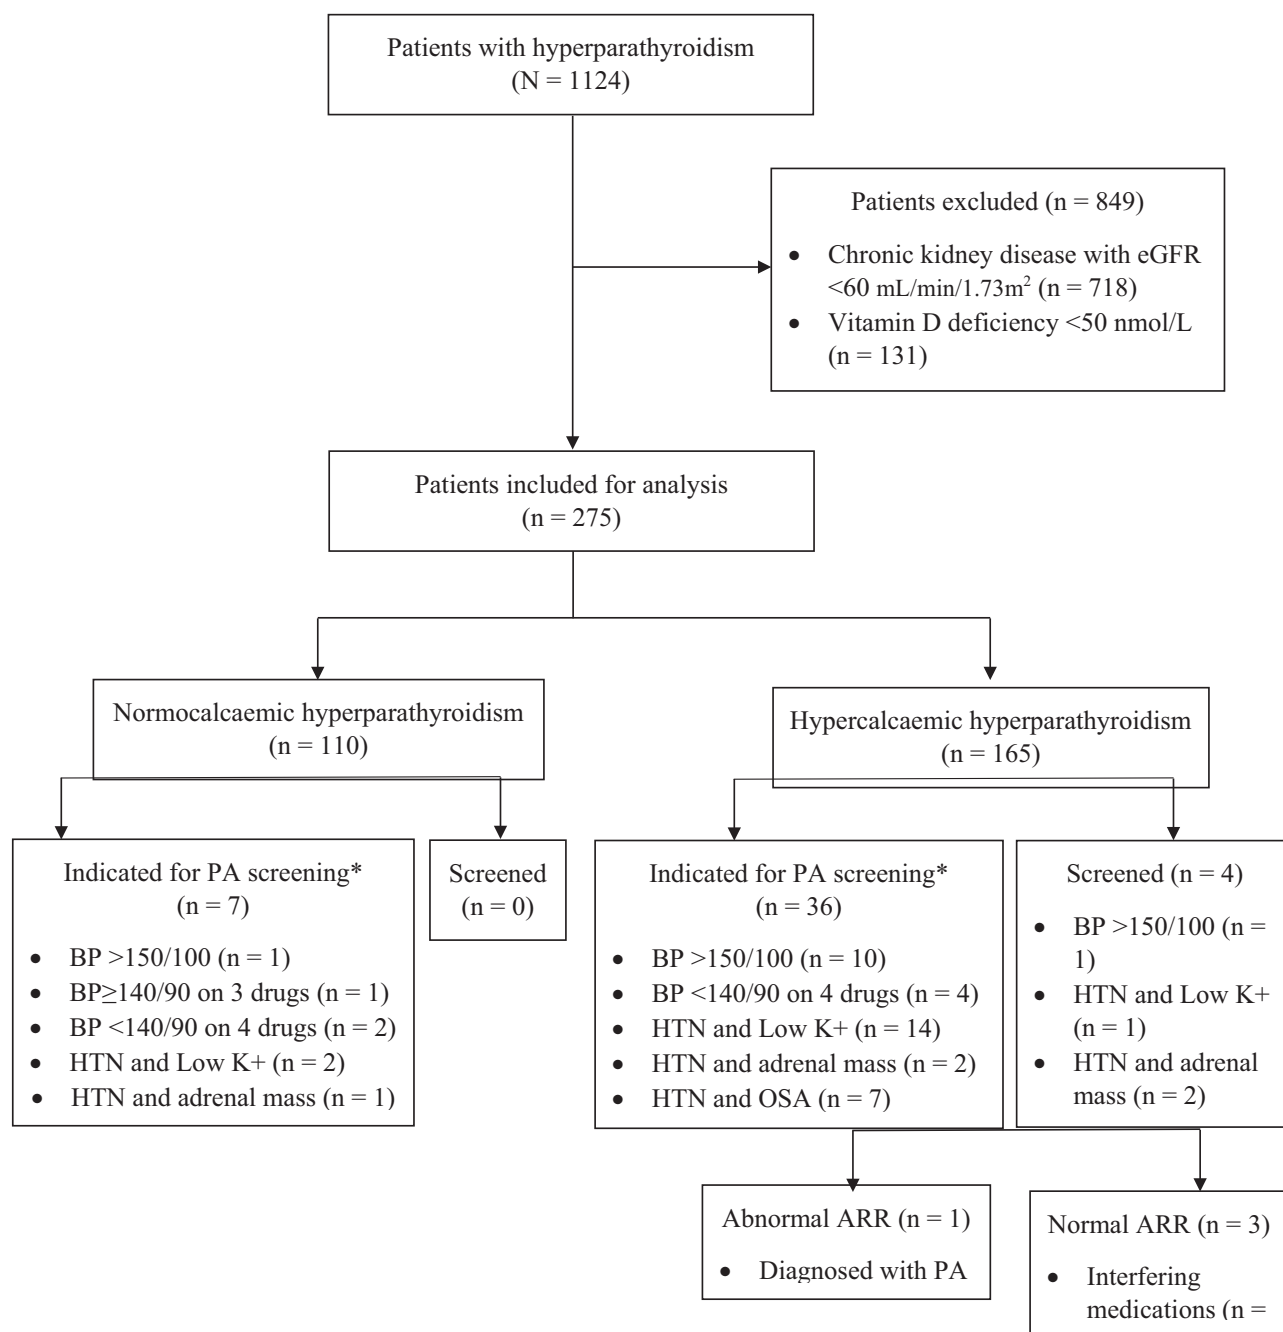 Patients with hyperparathyroidism
(N = 1124)
Patients excluded (n = 849)
• Chronic kidney disease with eGFR
<60 mL/min/1.73m² (n = 718)
• Vitamin D deficiency <50 nmol/L
(n = 131)
Patients included for analysis
(n = 275)
Normocalcaemic hyperparathyroidism
(n = 110)
Hypercalcaemic hyperparathyroidism
n = 165)
Indicated for PA screening*
(n = 7)
• BP >150/100 (n = 1)
• BP≥140/90 on 3 drugs (n = 1)
• BP <140/90 on 4 drugs (n = 2)
• HTN and Low K+ (n = 2)
• HTN and adrenal mass (n = 1)
Screened
(n = 0)
Indicated for PA screening*
(n = 36)
• BP >150/100 (n = 10)
• BP <140/90 on 4 drugs (n = 4)
• HTN and Low K+ (n = 14)
• HTN and adrenal mass (n = 2)
• HTN and OSA (n = 7)
Screened (n = 4)
• BP >150/100 (n =
1)
• HTN and Low K+
(n = 1)
• HTN and adrenal
mass (n = 2)
Abnormal ARR (n = 1)
• Diagnosed with PA
Normal ARR (n = 3)
• Interfering
medications (n =